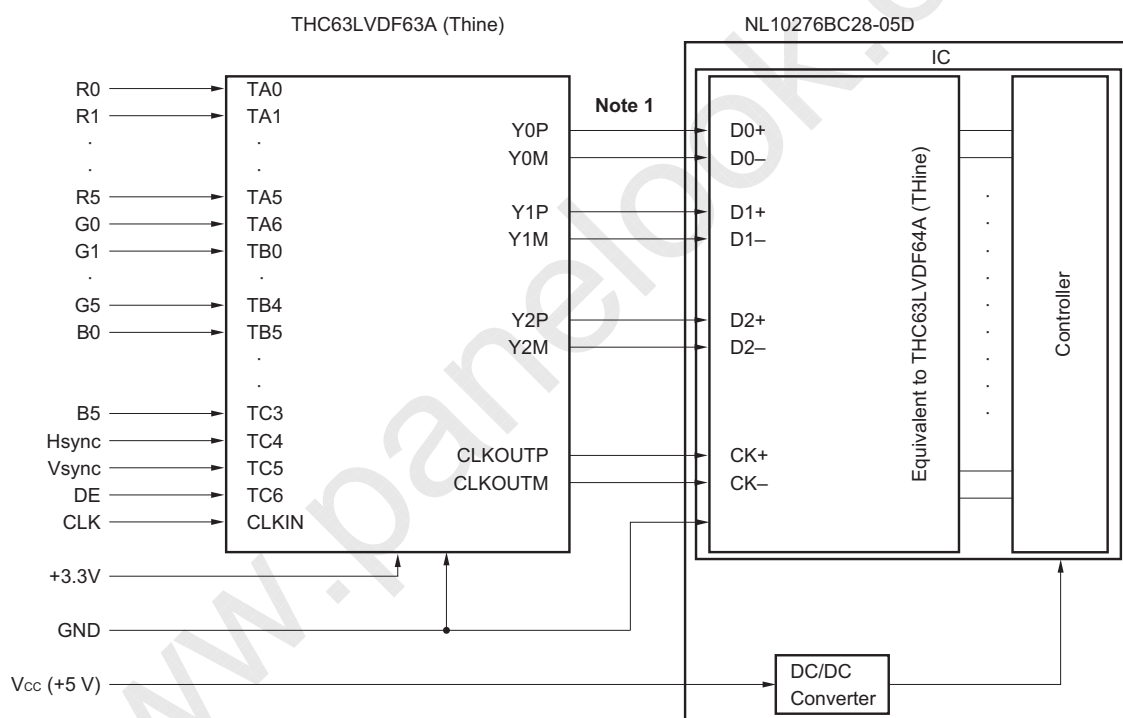 THC63LVDF63A (Thine)
NL10276BC28-05D
IC
R0
R1
.
.
R5
G0
G1
.
G5
B0
.
.
B5
Hsync
Vsync
DE
CLK
+3.3V
GND
Vcc (+5 V)
TA0
TA1
.
.
TA5
TA6
TB0
.
TB4
TB5
.
.
TC3
TC4
TC5
TC6
CLKIN
Y0P
Y0M
Y1P
Y1M
Y2P
Y2M
CLKOUTP
CLKOUTM
Note 1
D0+
D0–
D1+
D1–
D2+
D2–
CK+
CK–
Equivalent to THC63LVDF64A (THine)
. . . . . . . . .
Controller
DC/DC
Converter
www.panelook.c